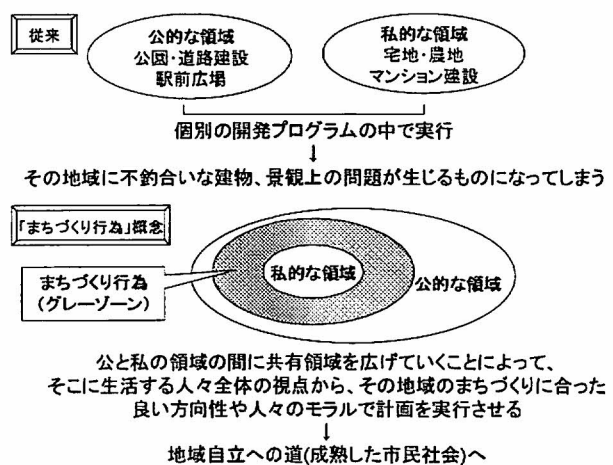 従来
公的な領域
公園・道路建設
駅前広場
私的な領域
宅地・農地
マンション建設
個別の開発プログラムの中で実行
↓
その地域に不釣合いな建物、景観上の問題が生じるものになってしまう
「まちづくり行為」概念
まちづくり行為
(グレーゾーン)
私的な領域
公的な領域
公と私の領域の間に共有領域を広げていくことによって、
そこに生活する人々全体の視点から、その地域のまちづくりに合った
良い方向性や人々のモラルで計画を実行させる
↓
地域自立への道(成熟した市民社会)へ